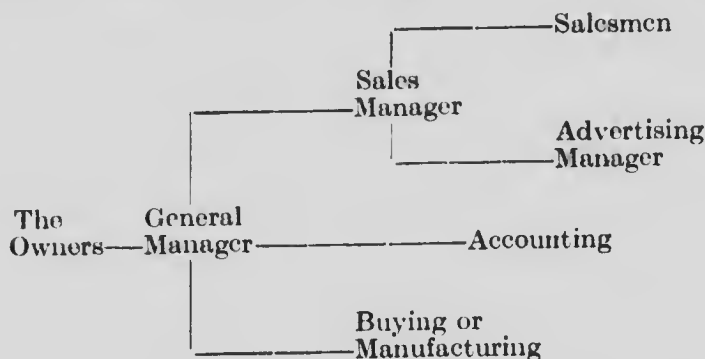 Salesmen
Sales
Manager
Advertising
Manager
The
Owners
General
Manager
Accounting
Buying or
Manufacturing